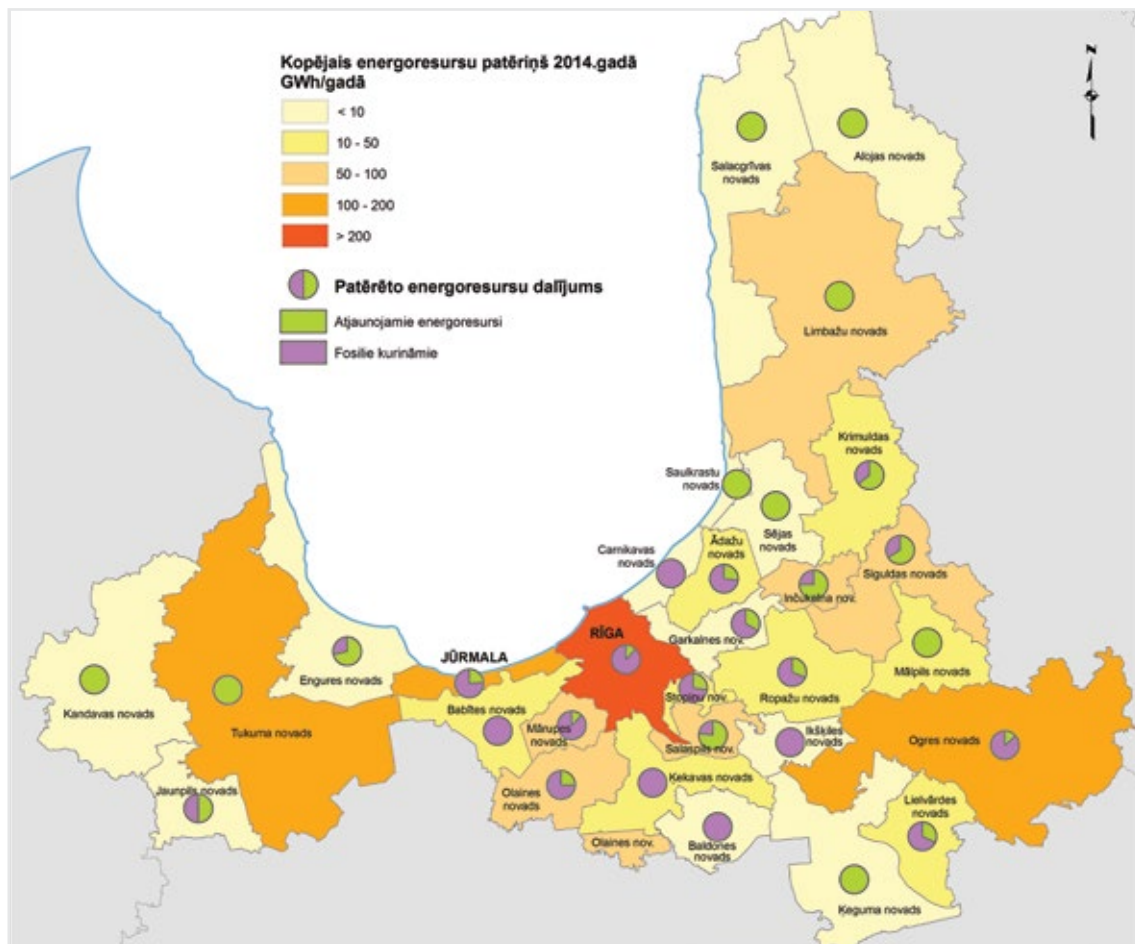 Kopējais energoresursu patēriņš 2014.gadā
GWh/gadā
< 10
10 - 50
50 - 100
100 - 200
> 200
Patērēto energoresursu dalījums
Atjaunojamie energoresursi
Fosilie kurināmie
N
Salacgrīvas
novads
Alojas novads
Limbažu novads
Krimuldas
novads
Saulkrastu
novads
Sējas
novads
Carnikavas
novads
Ādažu
novads
Siguldas novads
Inčukalna nov.
Garkalnes nov.
RĪGA
JŪRMALA
Mālpils novads
Engures novads
Kandavas novads
Tukuma novads
Babītes novads
Mārupes
novads
Stopiņu nov.
Ropažu novads
Salaspils nov.
Ikšķiles
novads
Ogres novads
Jaunpils novads
Olaines
novads
Ķekavas novads
Lielvārdes
novads
Olaines nov.
Baldones
novads
Ķeguma novads